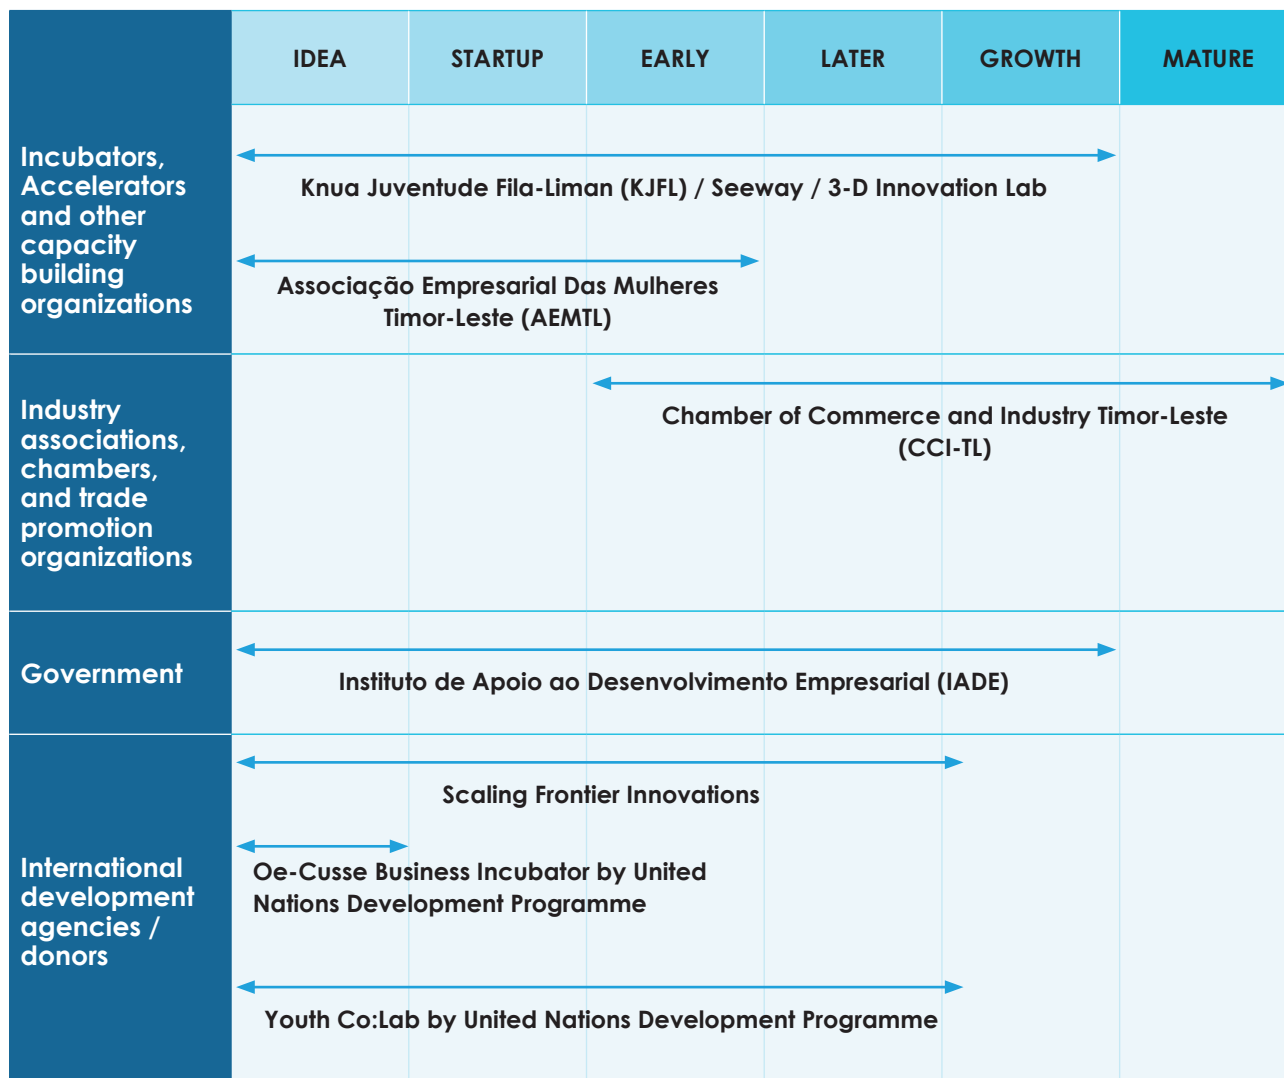 IDEA STARTUP EARLY LATER GROWTH MATURE
Incubators,
Accelerators
and other
capacity
building
organizations
Knua Juventude Fila-Liman (KJFL) / Seeway / 3-D Innovation Lab
Associação Empresarial Das Mulheres
Timor-Leste (AEMTL)
Industry
associations,
chambers,
and trade
promotion
organizations
Chamber of Commerce and Industry Timor-Leste
(CCI-TL)
Government
Instituto de Apoio ao Desenvolvimento Empresarial (IADE)
International
development
agencies /
donors
Scaling Frontier Innovations
Oe-Cusse Business Incubator by United
Nations Development Programme
Youth Co:Lab by United Nations Development Programme